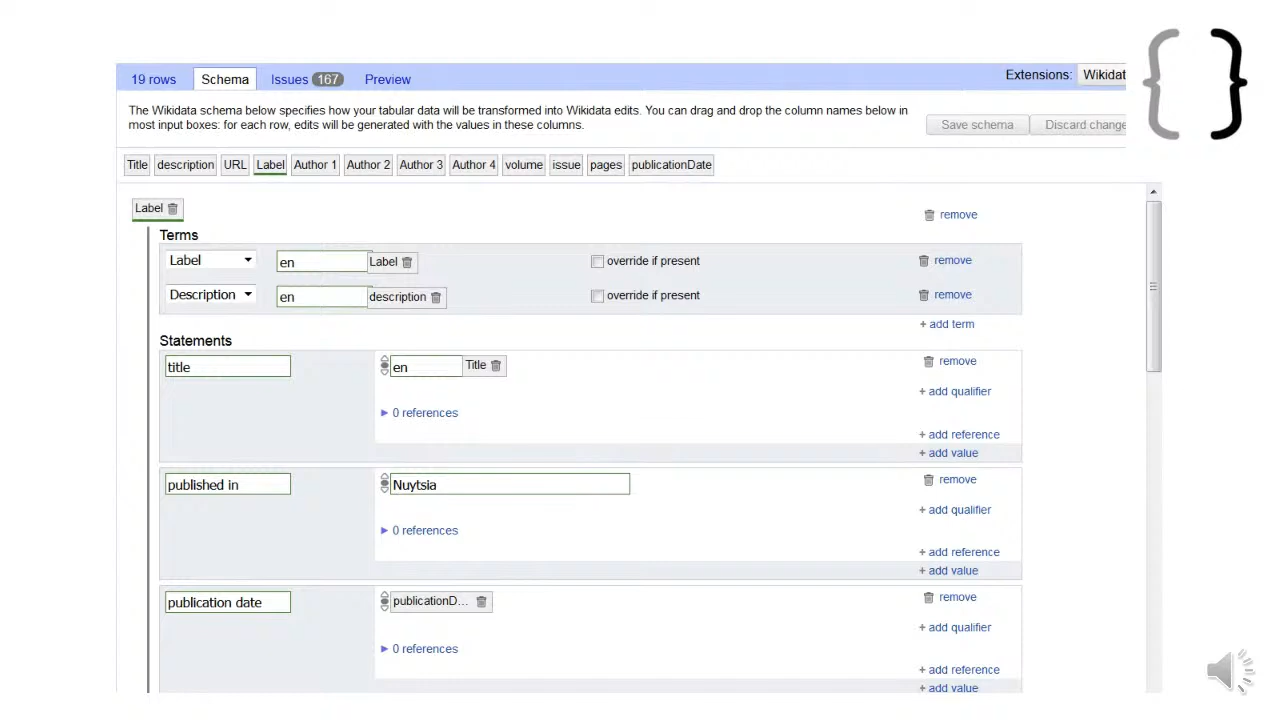 19 rows Schema Issues 167 Preview Extensions: Wikidat
The Wikidata schema below specifies how your tabular data will be transformed into Wikidata edits. You can drag and drop the column names below in
most input boxes: for each row, edits will be generated with the values in these columns.
Save schema Discard change
Title description URL Label Author 1 Author 2 Author 3 Author 4 volume issue pages publicationDate
Label remove
Terms
Label en Label override if present remove
Description en description override if present remove
+ add term
Statements
title en Title remove
+ add qualifier
0 references
+ add reference
+ add value
published in Nuytsia remove
+ add qualifier
0 references
+ add reference
+ add value
publication date publicationD... remove
+ add qualifier
0 references
+ add reference
+ add value